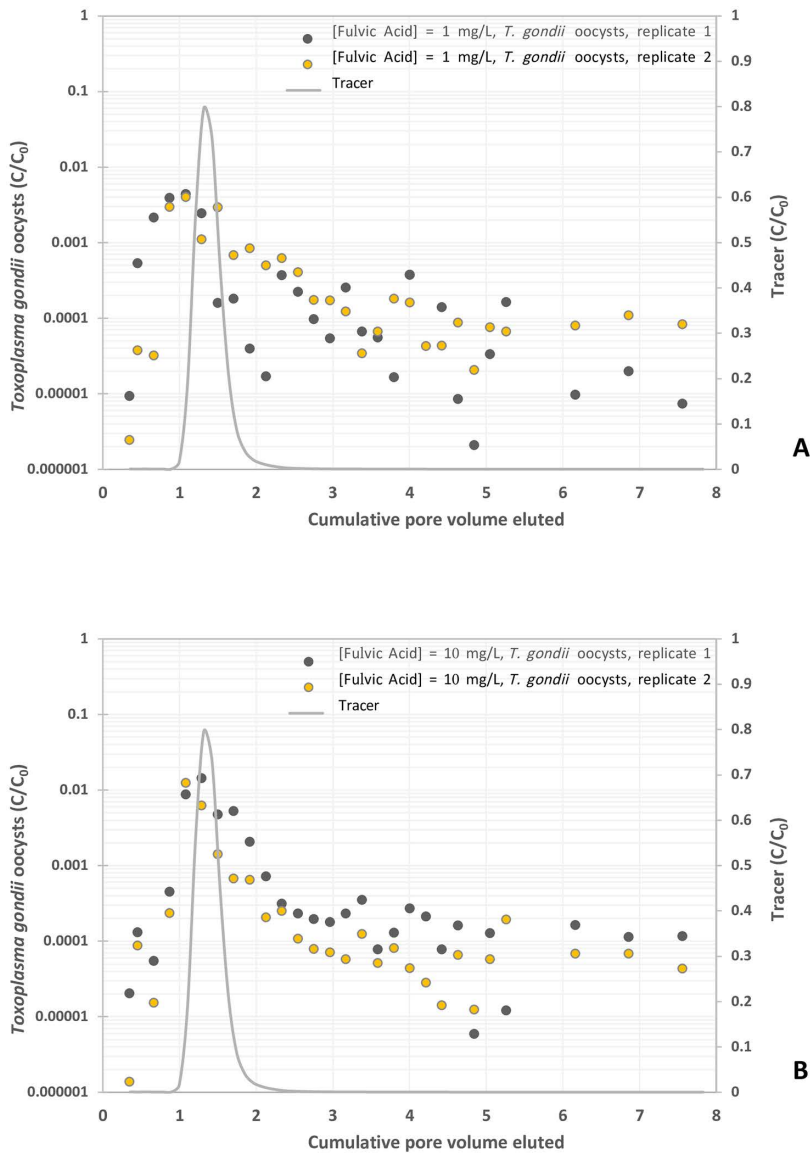 [Fulvic Acid] = 1 mg/L, T. gondii oocysts, replicate 1
[Fulvic Acid] = 1 mg/L, T. gondii oocysts, replicate 2
Tracer
1
0.1
0.01
0.001
0.0001
0.00001
0.000001
Toxoplasma gondii oocysts (C/C0)
1
0.9
0.8
0.7
0.6
0.5
0.4
0.3
0.2
0.1
0
Tracer (C/C0)
0 1 2 3 4 5 6 7 8
Cumulative pore volume eluted
A
[Fulvic Acid] = 10 mg/L, T. gondii oocysts, replicate 1
[Fulvic Acid] = 10 mg/L, T. gondii oocysts, replicate 2
Tracer
1
0.1
0.01
0.001
0.0001
0.00001
0.000001
Toxoplasma gondii oocysts (C/C0)
1
0.9
0.8
0.7
0.6
0.5
0.4
0.3
0.2
0.1
0
Tracer (C/C0)
0 1 2 3 4 5 6 7 8
Cumulative pore volume eluted
B